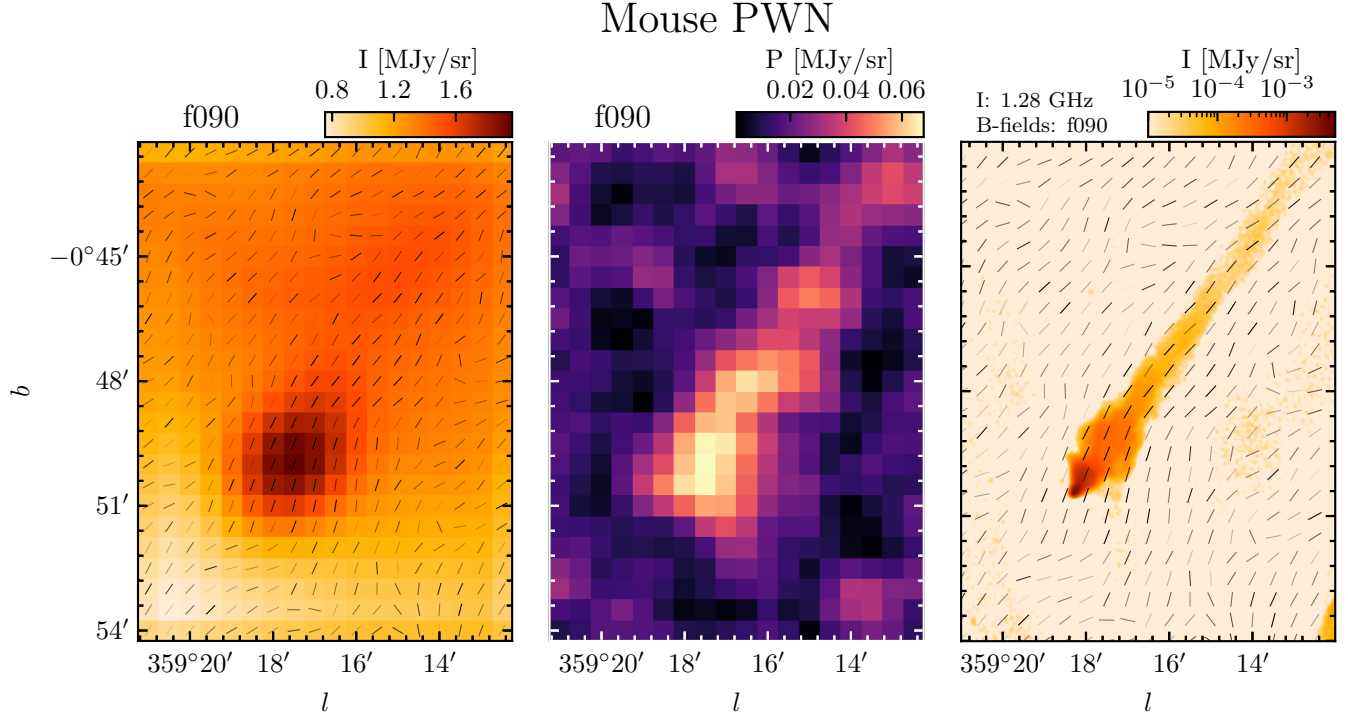 Mouse PWN
f090
I [MJy/sr]
0.8 1.2 1.6
f090
P [MJy/sr]
0.02 0.04 0.06
I: 1.28 GHz
B-fields: f090
I [MJy/sr]
10⁻⁵ 10⁻⁴ 10⁻³
b
−0°45′
48′
51′
54′
359°20′ 18′ 16′ 14′
l
359°20′ 18′ 16′ 14′
l
359°20′ 18′ 16′ 14′
l